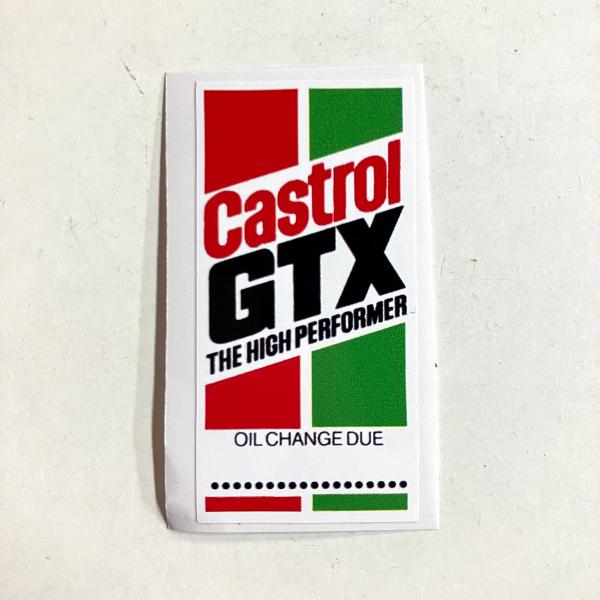 Castrol
GTX
THE HIGH PERFORMER
OIL CHANGE DUE